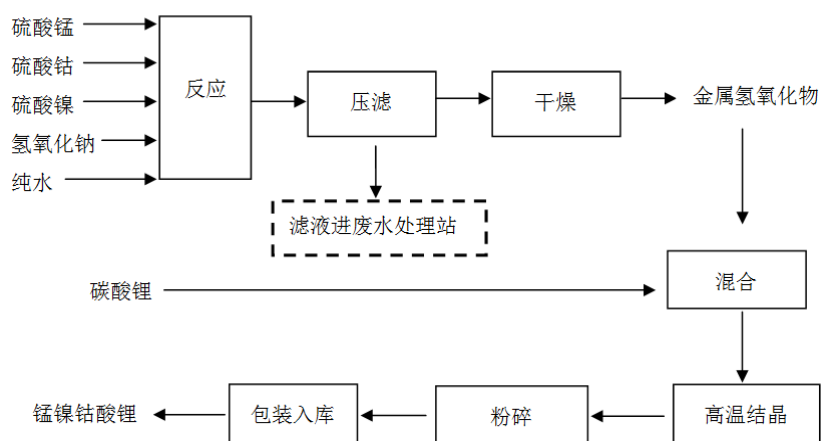 硫酸锰
硫酸钴
硫酸镍
氢氧化钠
纯水
反应
压滤
干燥
金属氢氧化物
滤液进废水处理站
碳酸锂
混合
高温结晶
粉碎
包装入库
锰镍钴酸锂